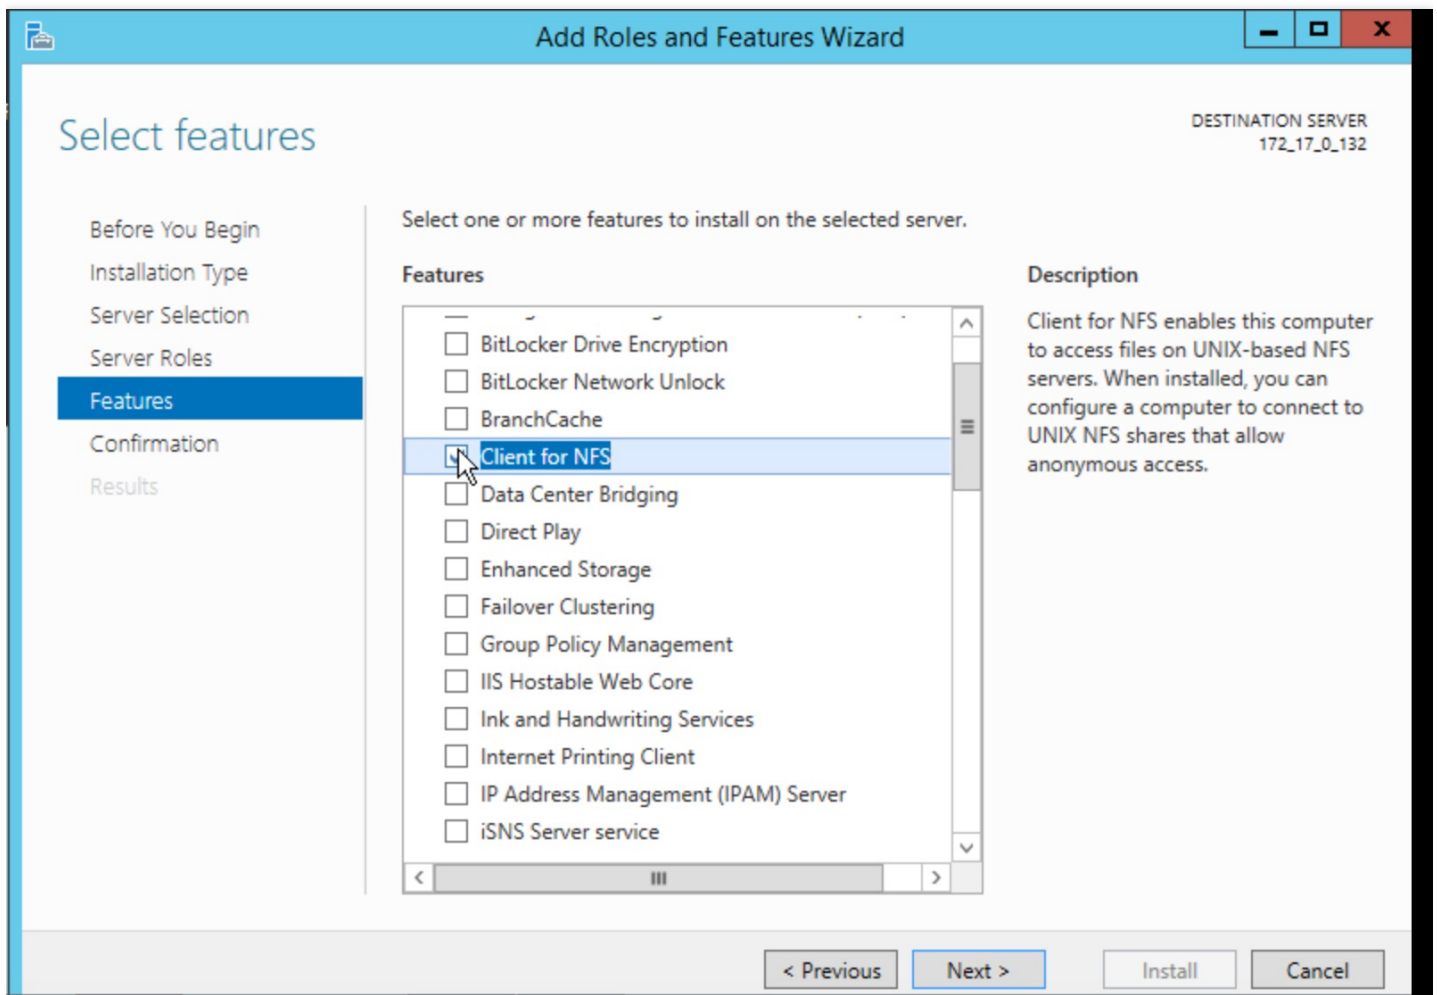 Add Roles and Features Wizard
Select features
DESTINATION SERVER
172_17_0_132
Before You Begin
Installation Type
Server Selection
Server Roles
Features
Confirmation
Results
Select one or more features to install on the selected server.
Features
BitLocker Drive Encryption
BitLocker Network Unlock
BranchCache
Client for NFS
Data Center Bridging
Direct Play
Enhanced Storage
Failover Clustering
Group Policy Management
IIS Hostable Web Core
Ink and Handwriting Services
Internet Printing Client
IP Address Management (IPAM) Server
iSNS Server service
Description
Client for NFS enables this computer
to access files on UNIX-based NFS
servers. When installed, you can
configure a computer to connect to
UNIX NFS shares that allow
anonymous access.
< Previous
Next >
Install
Cancel